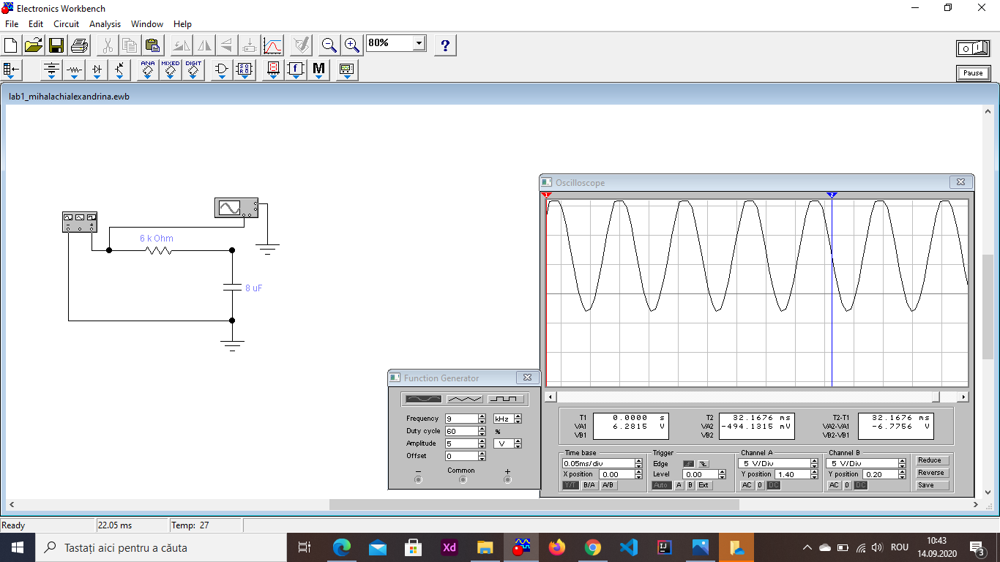 Electronics Workbench
File Edit Circuit Analysis Window Help
80% ?
ANA MIXED DIGIT
f M
O I
Pause
lab1_mihalachialexandrina.ewb
6 k Ohm
8 uF
Oscilloscope
1 2
T1 0.0000 s
VA1 6.2815 V
VB1
T2 32.1676 ms
VA2 -494.1315 mV
VB2
T2-T1 32.1676 ms
VA2-VA1 -6.7756 V
VB2-VB1
Time base
0.05ms/div
X position 0.00
Y/T B/A A/B
Trigger
Edge
Level 0.00
Auto A B Ext
Channel A
5 V/Div
Y position 1.40
AC 0 DC
Channel B
5 V/Div
Y position 0.20
AC 0 DC
Reduce
Reverse
Save
Function Generator
Frequency 9 kHz
Duty cycle 60 %
Amplitude 5 V
Offset 0
− Common +
Ready 22.05 ms Temp: 27
Tastați aici pentru a căuta
Xd
IJ
ROU
10:43
14.09.2020
3